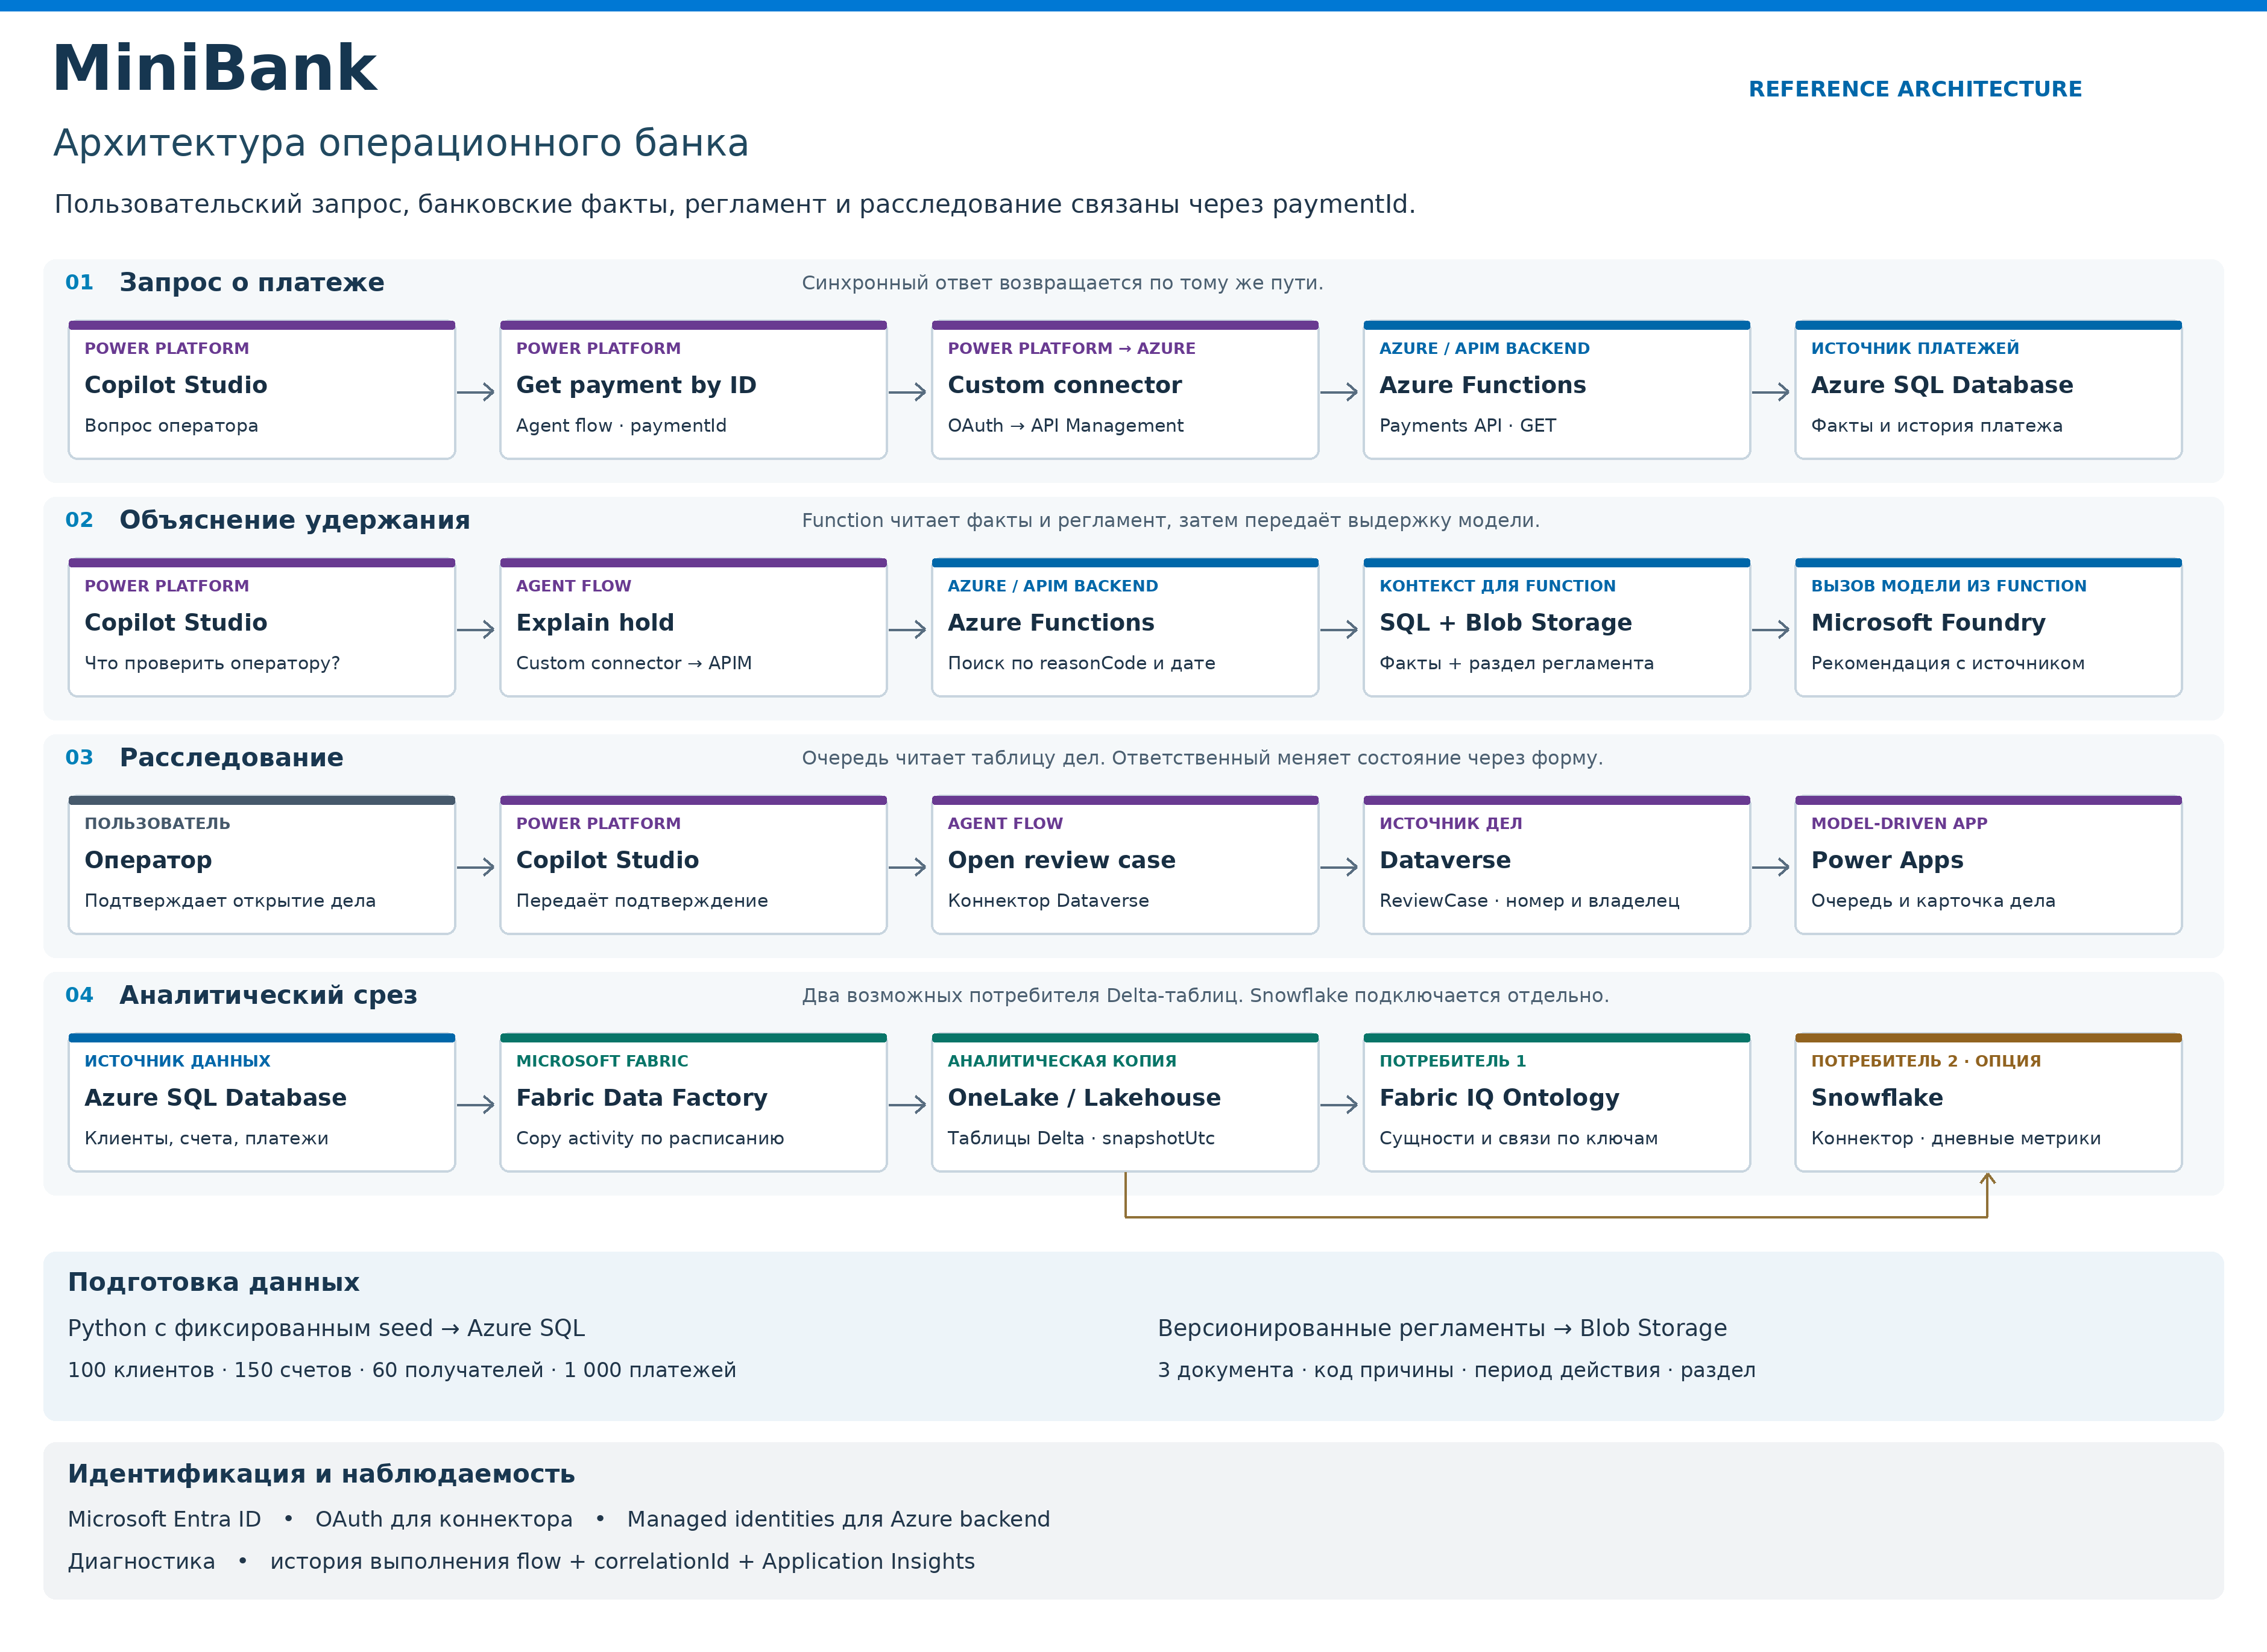 MiniBank
REFERENCE ARCHITECTURE
Архитектура операционного банка
Пользовательский запрос, банковские факты, регламент и расследование связаны через paymentId.
01 Запрос о платеже
Синхронный ответ возвращается по тому же пути.
POWER PLATFORM
Copilot Studio
Вопрос оператора
POWER PLATFORM
Get payment by ID
Agent flow · paymentId
POWER PLATFORM → AZURE
Custom connector
OAuth → API Management
AZURE / APIM BACKEND
Azure Functions
Payments API · GET
ИСТОЧНИК ПЛАТЕЖЕЙ
Azure SQL Database
Факты и история платежа
02 Объяснение удержания
Function читает факты и регламент, затем передаёт выдержку модели.
POWER PLATFORM
Copilot Studio
Что проверить оператору?
AGENT FLOW
Explain hold
Custom connector → APIM
AZURE / APIM BACKEND
Azure Functions
Поиск по reasonCode и дате
КОНТЕКСТ ДЛЯ FUNCTION
SQL + Blob Storage
Факты + раздел регламента
ВЫЗОВ МОДЕЛИ ИЗ FUNCTION
Microsoft Foundry
Рекомендация с источником
03 Расследование
Очередь читает таблицу дел. Ответственный меняет состояние через форму.
ПОЛЬЗОВАТЕЛЬ
Оператор
Подтверждает открытие дела
POWER PLATFORM
Copilot Studio
Передаёт подтверждение
AGENT FLOW
Open review case
Коннектор Dataverse
ИСТОЧНИК ДЕЛ
Dataverse
ReviewCase · номер и владелец
MODEL-DRIVEN APP
Power Apps
Очередь и карточка дела
04 Аналитический срез
Два возможных потребителя Delta-таблиц. Snowflake подключается отдельно.
ИСТОЧНИК ДАННЫХ
Azure SQL Database
Клиенты, счета, платежи
MICROSOFT FABRIC
Fabric Data Factory
Copy activity по расписанию
АНАЛИТИЧЕСКАЯ КОПИЯ
OneLake / Lakehouse
Таблицы Delta · snapshotUtc
ПОТРЕБИТЕЛЬ 1
Fabric IQ Ontology
Сущности и связи по ключам
ПОТРЕБИТЕЛЬ 2 · ОПЦИЯ
Snowflake
Коннектор · дневные метрики
Подготовка данных
Python с фиксированным seed → Azure SQL
100 клиентов · 150 счетов · 60 получателей · 1 000 платежей
Версионированные регламенты → Blob Storage
3 документа · код причины · период действия · раздел
Идентификация и наблюдаемость
Microsoft Entra ID • OAuth для коннектора • Managed identities для Azure backend
Диагностика • история выполнения flow + correlationId + Application Insights